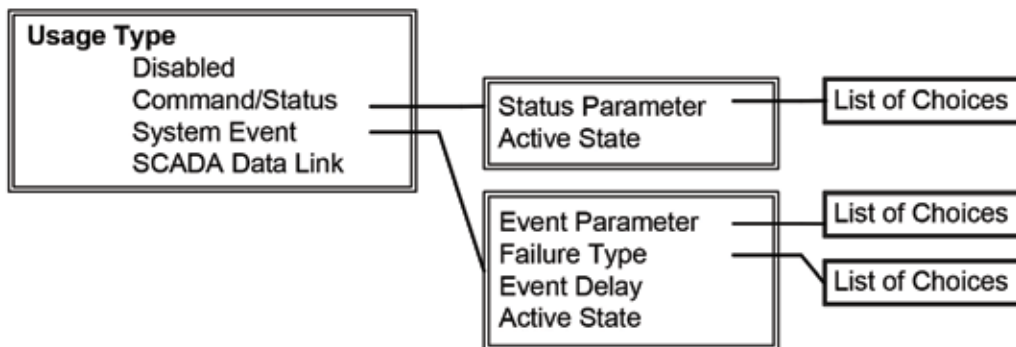 Usage Type
Disabled
Command/Status
System Event
SCADA Data Link
Status Parameter
Active State
List of Choices
Event Parameter
Failure Type
Event Delay
Active State
List of Choices
List of Choices